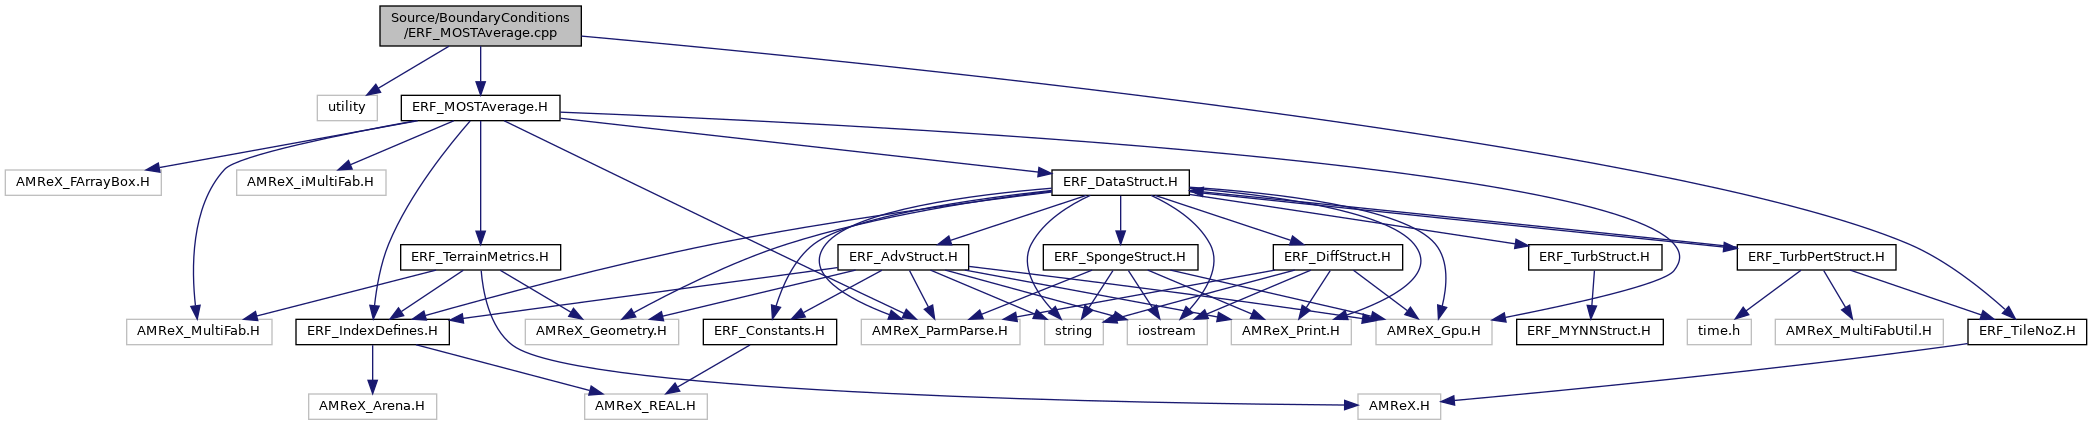 Source/BoundaryConditions
/ERF_MOSTAverage.cpp
utility
ERF_MOSTAverage.H
AMReX_FArrayBox.H
AMReX_iMultiFab.H
ERF_DataStruct.H
ERF_TerrainMetrics.H
ERF_AdvStruct.H
ERF_SpongeStruct.H
ERF_DiffStruct.H
ERF_TurbStruct.H
ERF_TurbPertStruct.H
AMReX_MultiFab.H
ERF_IndexDefines.H
AMReX_Geometry.H
ERF_Constants.H
AMReX_ParmParse.H
string
iostream
AMReX_Print.H
AMReX_Gpu.H
ERF_MYNNStruct.H
time.h
AMReX_MultiFabUtil.H
ERF_TileNoZ.H
AMReX_Arena.H
AMReX_REAL.H
AMReX.H